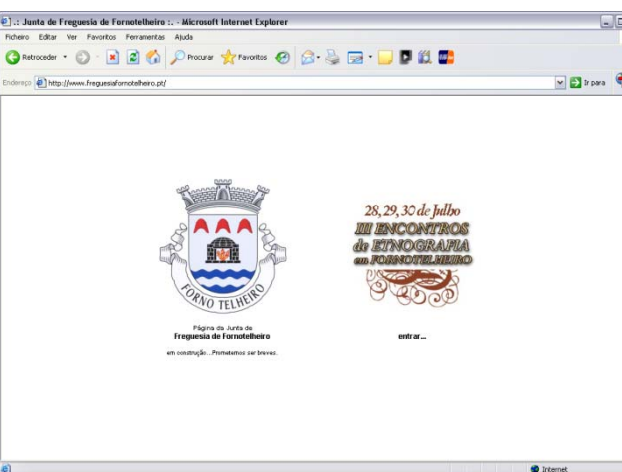 .: Junta de Freguesia de Fornotelheiro :. - Microsoft Internet Explorer
Ficheiro Editar Ver Favoritos Ferramentas Ajuda
Retroceder Procurar Favoritos
Endereço http://www.freguesiafornotelheiro.pt/ Ir para
28, 29, 30 de Julho
III ENCONTROS
de ETNOGRAFIA
em FORNOTELHEIRO
FORNO TELHEIRO
Página da Junta de
Freguesia de Fornotelheiro
entrar...
em construção...Prometemos ser breves.
Internet